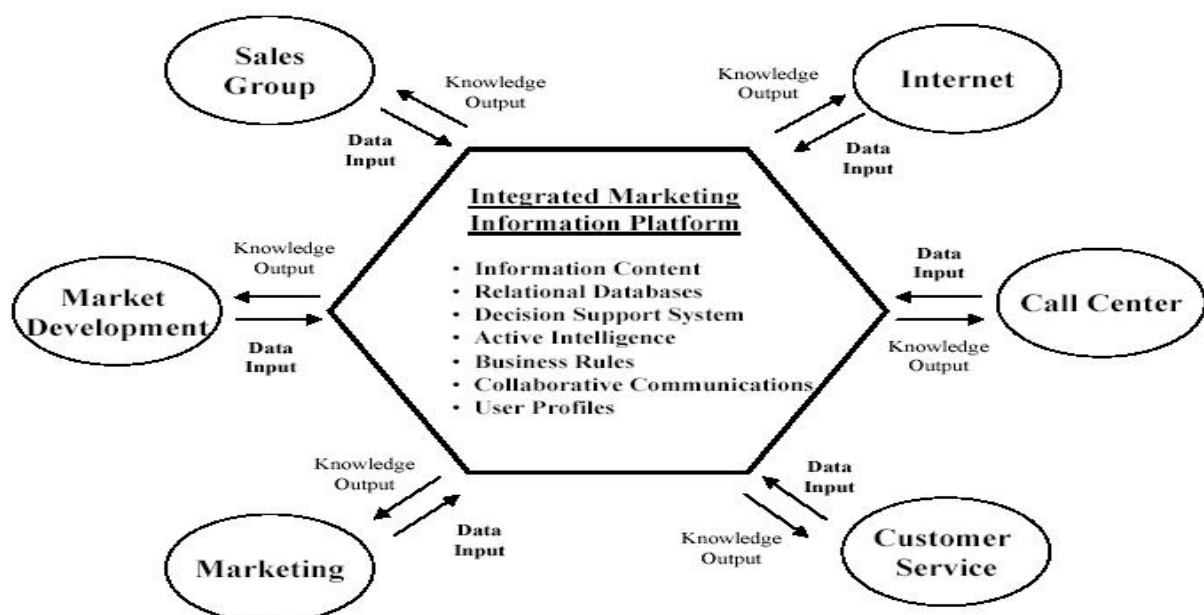 Sales
Group
Knowledge
Output
Data
Input
Knowledge
Output
Internet
Data
Input
Integrated Marketing
Information Platform
• Information Content
• Relational Databases
• Decision Support System
• Active Intelligence
• Business Rules
• Collaborative Communications
• User Profiles
Knowledge
Output
Market
Development
Data
Input
Data
Input
Call Center
Knowledge
Output
Knowledge
Output
Marketing
Data
Input
Data
Input
Knowledge
Output
Customer
Service